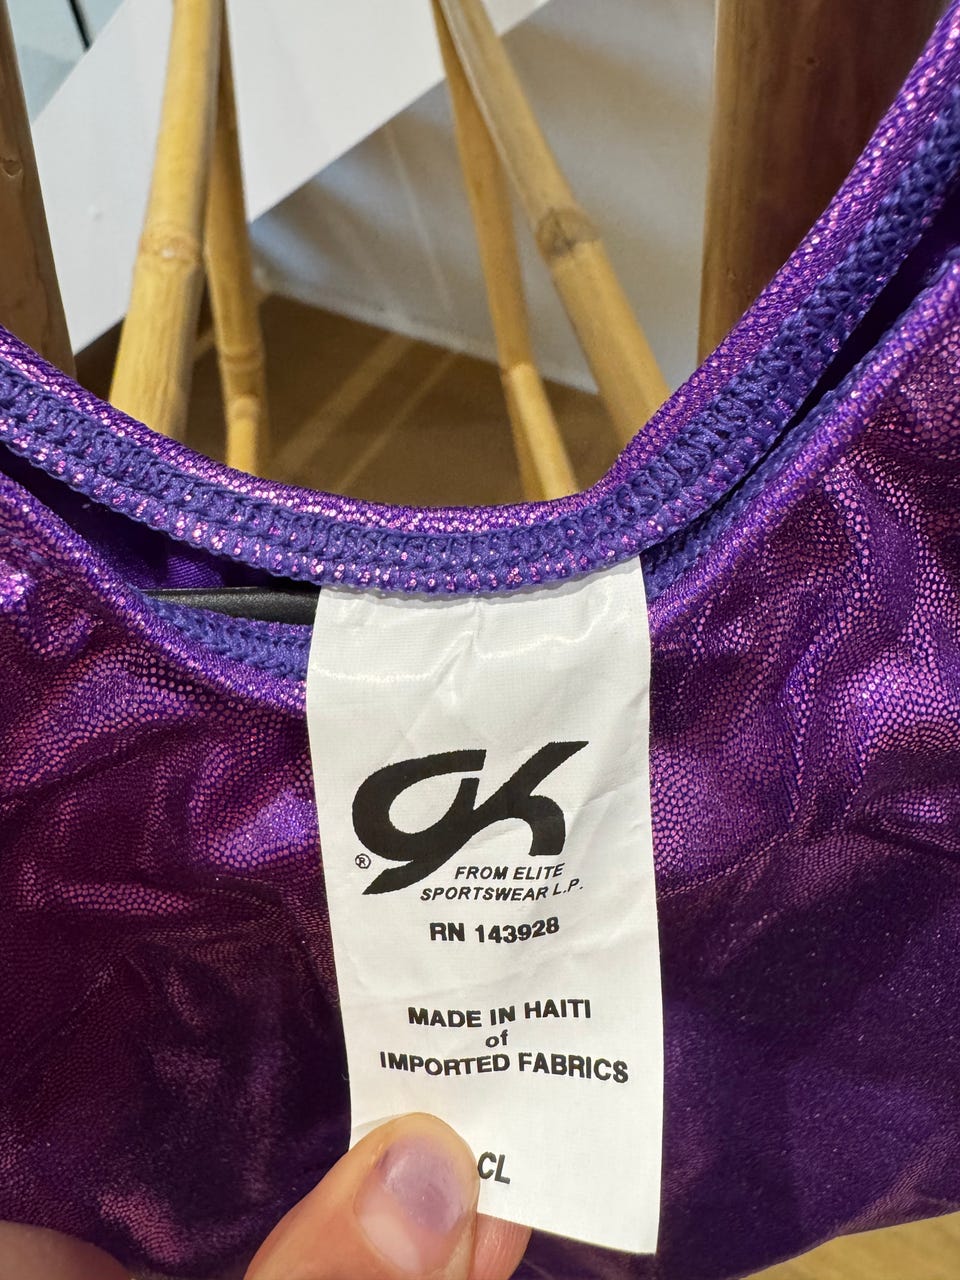 GK
®
FROM ELITE
SPORTSWEAR L.P.
RN 143928
MADE IN HAITI
of
IMPORTED FABRICS
CL